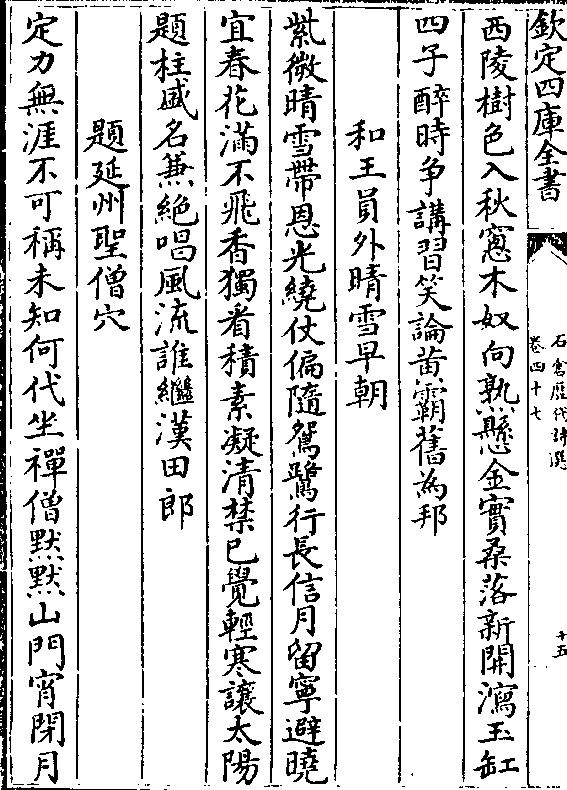 欽定四庫全書
石倉歷代詩選
卷四十七
十五
西陵樹色入秋窻木奴向熟懸金實桑落新開瀉玉缸
四子醉時争講習笑論黄霸舊為邦
和王員外晴雪早朝
紫微晴雪帶恩光繞仗偏隨鴛鷺行長信月留寧避曉
宜春花滿不飛香獨看積素凝清禁已覺輕寒讓太陽
題柱盛名兼絶唱風流誰繼漢田郎
題延州聖僧穴
定力無涯不可稱未知何代坐禪僧默默山門宵閉月